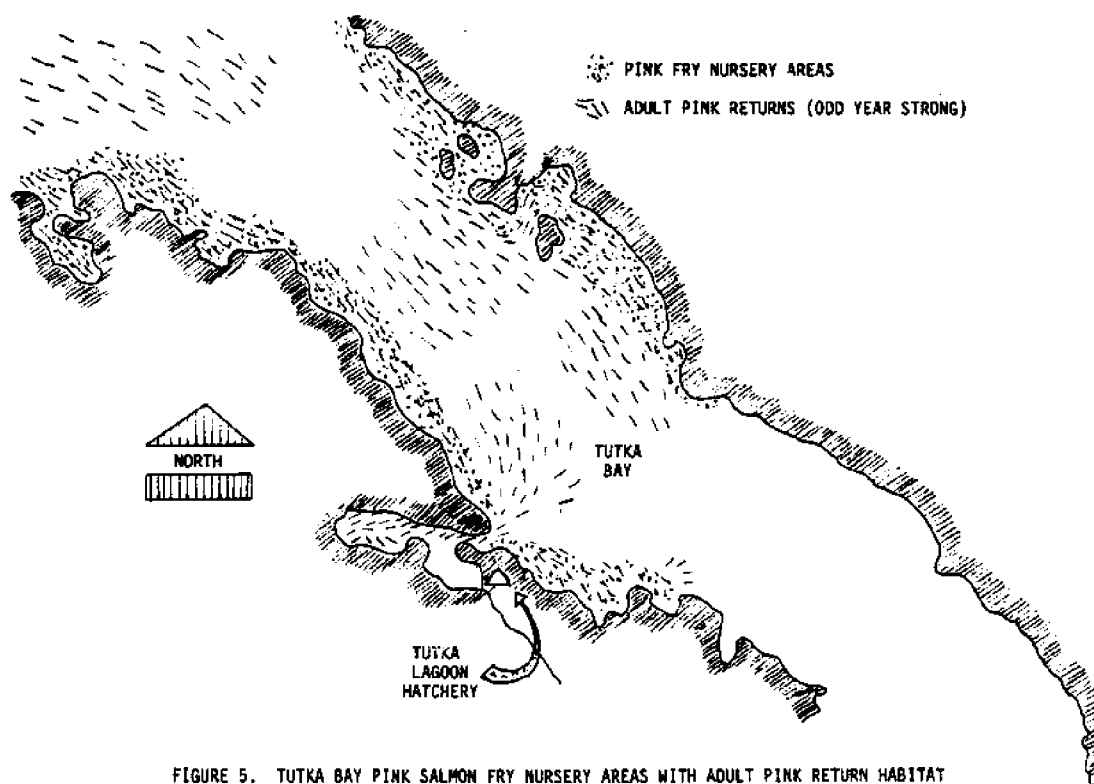 PINK FRY NURSERY AREAS
ADULT PINK RETURNS (ODD YEAR STRONG)
NORTH
TUTKA
BAY
TUTKA
LAGOON
HATCHERY
FIGURE 5. TUTKA BAY PINK SALMON FRY NURSERY AREAS WITH ADULT PINK RETURN HABITAT